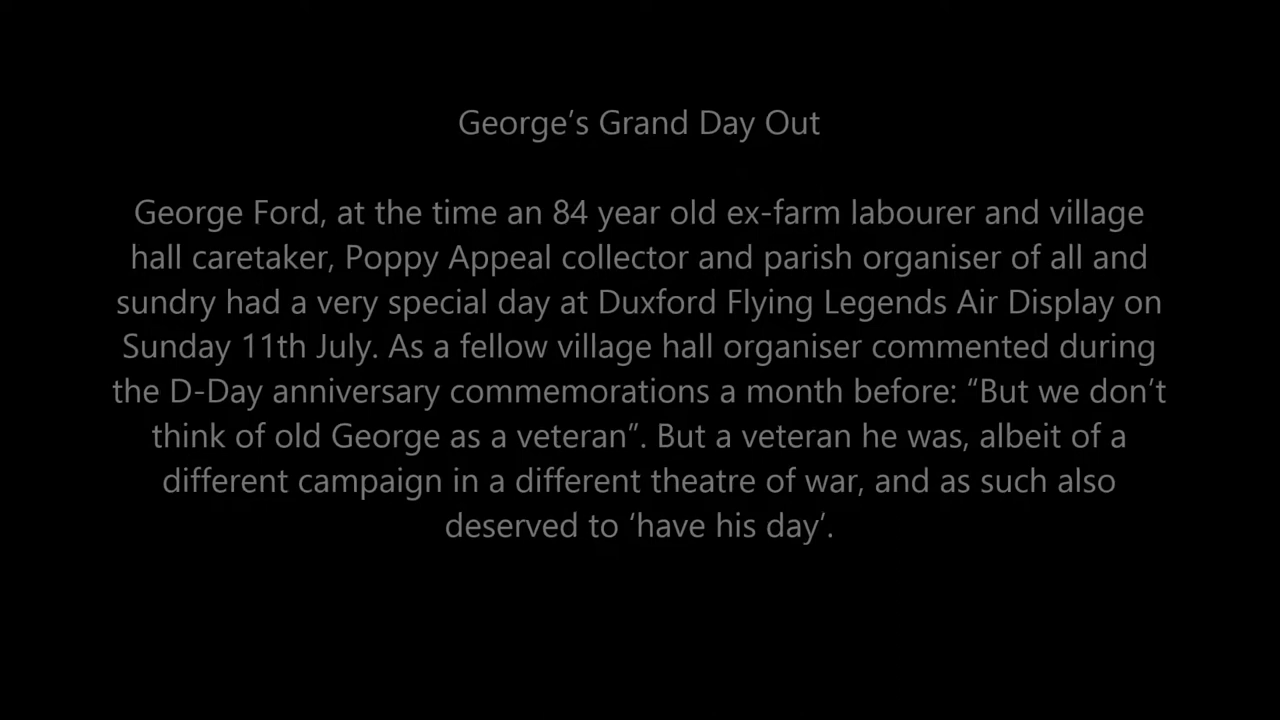 George’s Grand Day Out
George Ford, at the time an 84 year old ex-farm labourer and village
hall caretaker, Poppy Appeal collector and parish organiser of all and
sundry had a very special day at Duxford Flying Legends Air Display on
Sunday 11th July. As a fellow village hall organiser commented during
the D-Day anniversary commemorations a month before: “But we don’t
think of old George as a veteran”. But a veteran he was, albeit of a
different campaign in a different theatre of war, and as such also
deserved to ‘have his day’.